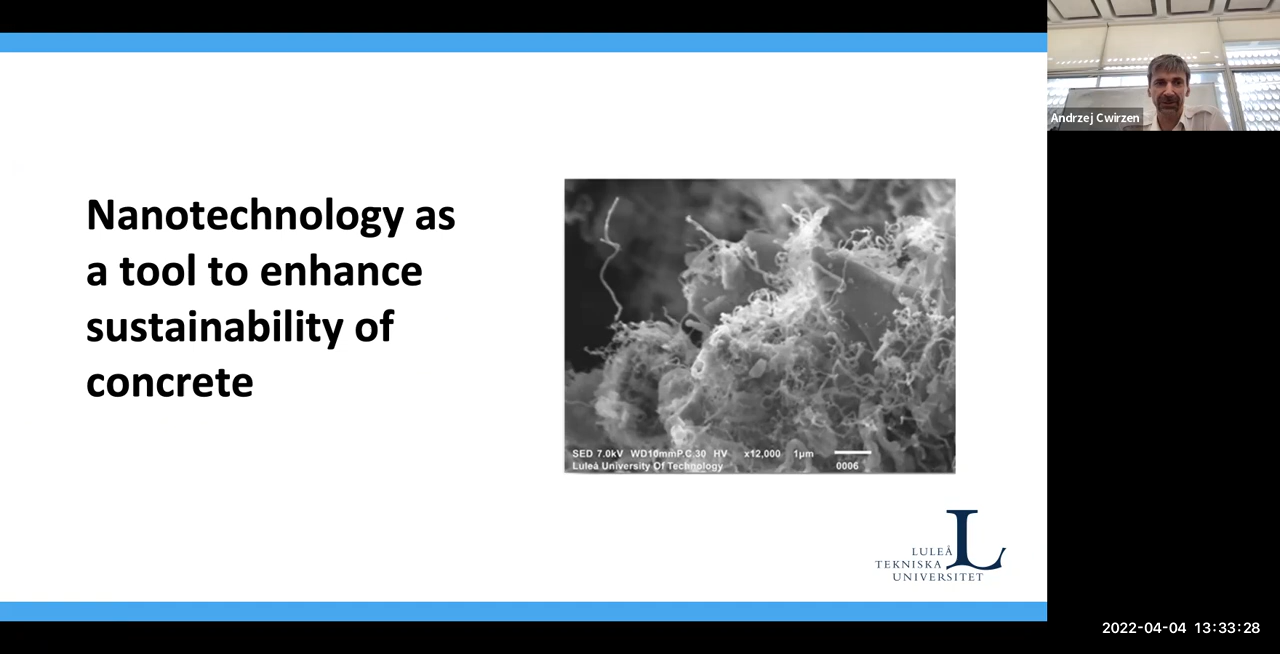 Nanotechnology as
a tool to enhance
sustainability of
concrete
SED 7.0kV WD10mmP.C.30 HV x12,000 1µm
Luleå University Of Technology 0006
LULEÅ
TEKNISKA
UNIVERSITET
Andrzej Cwirzen
2022-04-04 13:33:28